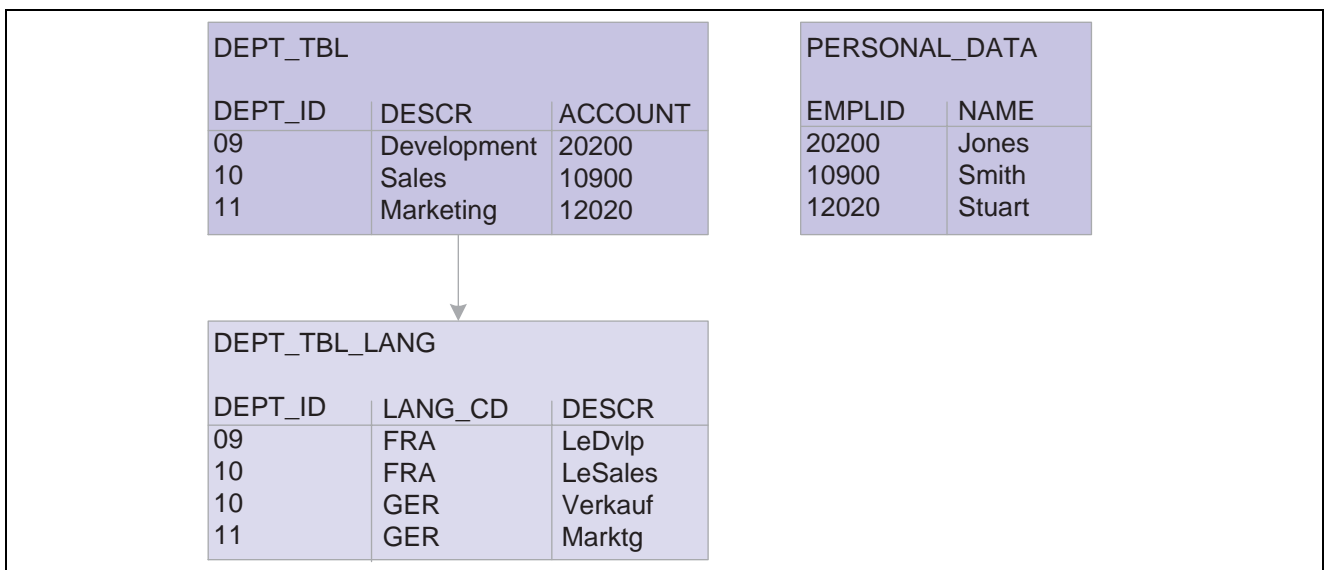 DEPT_TBL
DEPT_ID DESCR ACCOUNT
09 Development 20200
10 Sales 10900
11 Marketing 12020
PERSONAL_DATA
EMPLID NAME
20200 Jones
10900 Smith
12020 Stuart
DEPT_TBL_LANG
DEPT_ID LANG_CD DESCR
09 FRA LeDvlp
10 FRA LeSales
10 GER Verkauf
11 GER Marktg